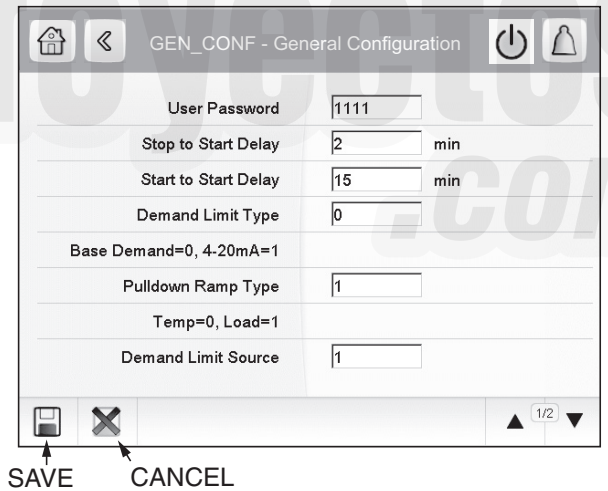 GEN_CONF - General Configuration
User Password 1111
Stop to Start Delay 2 min
Start to Start Delay 15 min
Demand Limit Type 0
Base Demand=0, 4-20mA=1
Pulldown Ramp Type 1
Temp=0, Load=1
Demand Limit Source 1
1/2
SAVE CANCEL